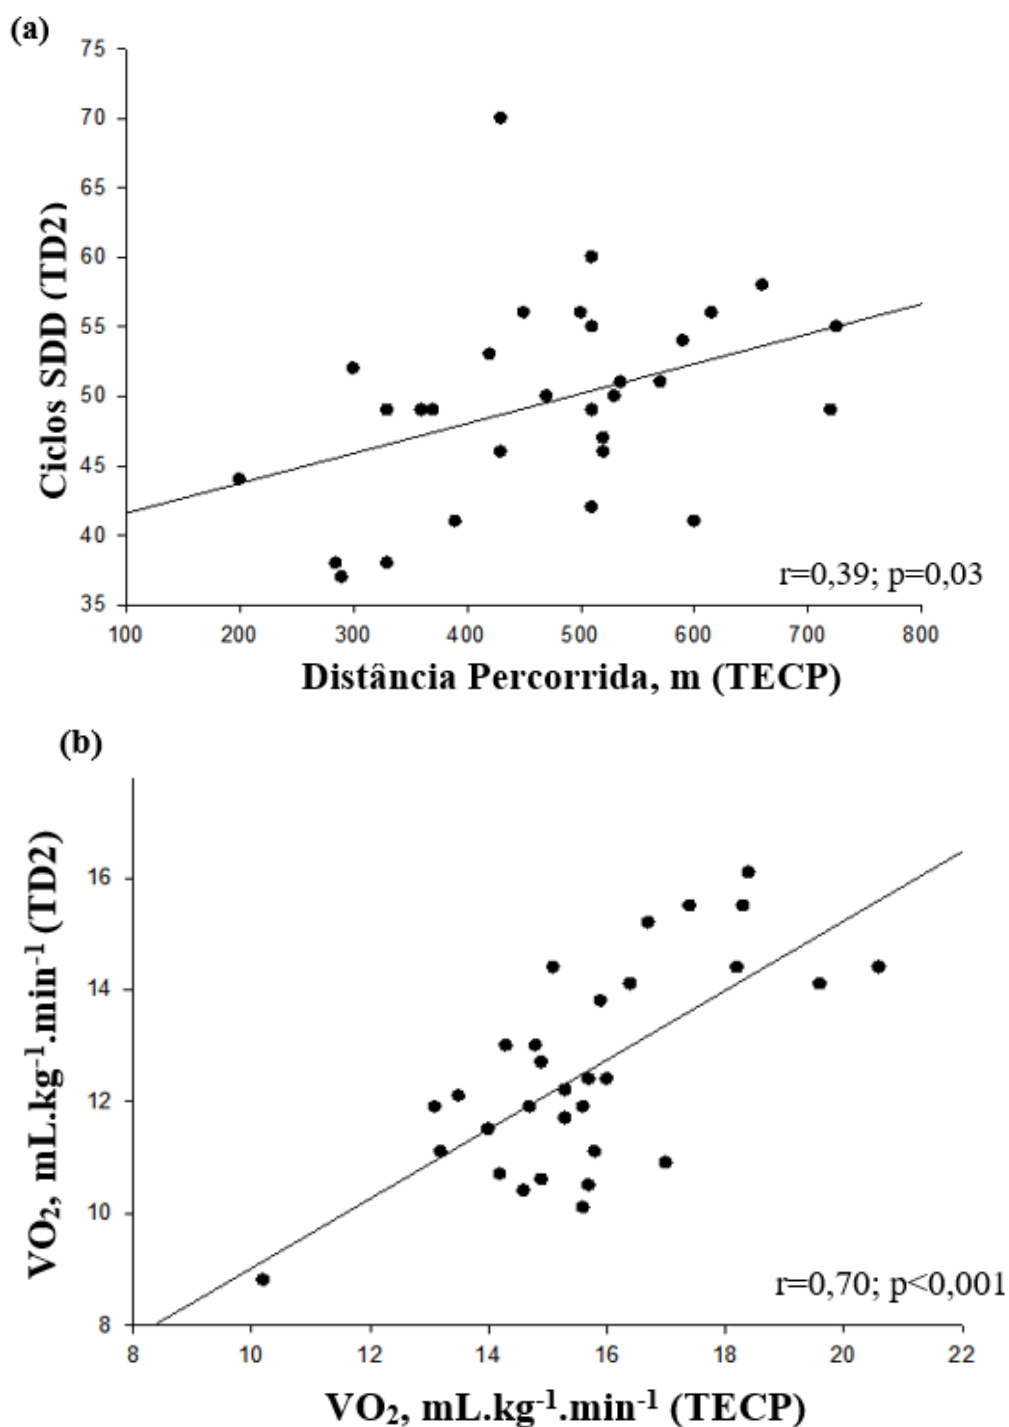 (a)
75
70
65
60
55
50
45
40
35
Ciclos SDD (TD2)
r=0,39; p=0,03
100 200 300 400 500 600 700 800
Distância Percorrida, m (TECP)
(b)
16
14
12
10
8
VO₂, mL.kg⁻¹.min⁻¹ (TD2)
r=0,70; p<0,001
8 10 12 14 16 18 20 22
VO₂, mL.kg⁻¹.min⁻¹ (TECP)